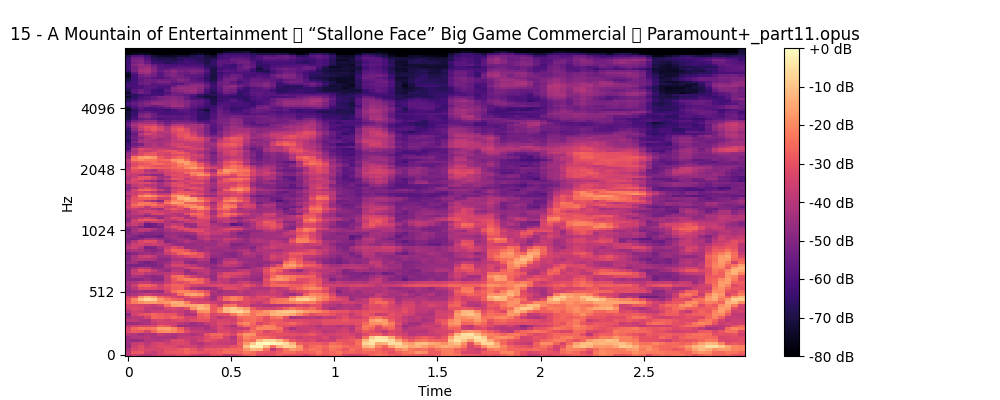 15 - A Mountain of Entertainment ▯ “Stallone Face” Big Game Commercial ▯ Paramount+_part11.opus
+0 dB
4096
-10 dB
-20 dB
2048
-30 dB
Hz
-40 dB
1024
-50 dB
512
-60 dB
-70 dB
0
-80 dB
0 0.5 1 1.5 2 2.5
Time